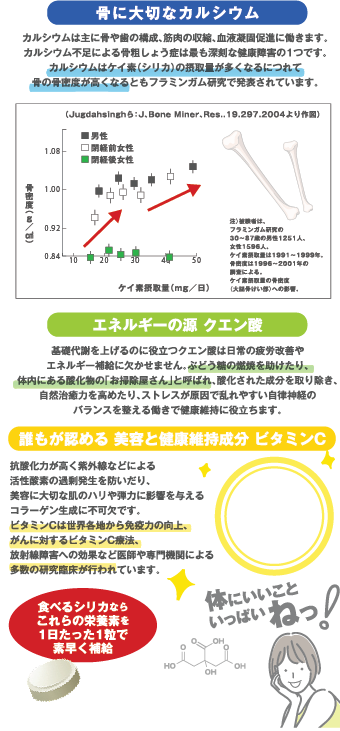 骨に大切なカルシウム
カルシウムは主に骨や歯の構成、筋肉の収縮、血液凝固促進に働きます。
カルシウム不足による骨粗しょう症は最も深刻な健康障害の1つです。
カルシウムはケイ素（シリカ）の摂取量が多くなるにつれて
骨の骨密度が高くなるともフラミンガム研究で発表されています。
（Jugdahsinghら：J.Bone Miner.Res.,19.297.2004より作図）
男性
閉経前女性
閉経後女性
骨密度（g／㎠）
1.08
1.00
0.92
0.84
10
20
30
40
50
ケイ素摂取量（mg／日）
注）被験者は、
フラミンガム研究の
30〜87歳の男性1251人、
女性1596人、
ケイ素摂取量は1991〜1999年、
骨密度は1996〜2001年の
調査による。
ケイ素摂取量の骨密度
（大腿骨けい部）への影響。
エネルギーの源 クエン酸
基礎代謝を上げるのに役立つクエン酸は日常の疲労改善や
エネルギー補給に欠かせません。ぶどう糖の燃焼を助けたり、
体内にある酸化物の「お掃除屋さん」と呼ばれ、酸化された成分を取り除き、
自然治癒力を高めたり、ストレスが原因で乱れやすい自律神経の
バランスを整える働きで健康維持に役立ちます。
誰もが認める 美容と健康維持成分 ビタミンC
抗酸化力が高く紫外線などによる
活性酸素の過剰発生を防いだり、
美容に大切な肌のハリや弾力に影響を与える
コラーゲン生成に不可欠です。
ビタミンCは世界各地から免疫力の向上、
がんに対するビタミンC療法、
放射線障害への効果など医師や専門機関による
多数の研究臨床が行われています。
食べるシリカなら
これらの栄養素を
1日たった1粒で
素早く補給
体にいいこと
いっぱいねっ！
O
OH
HO
O
OH
O
OH